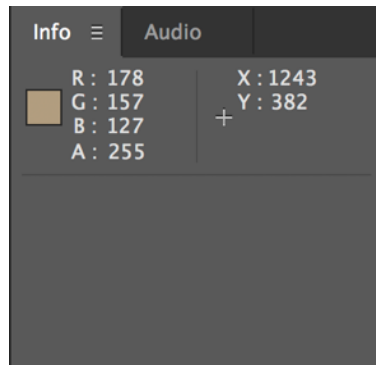 Info Audio
R : 178 X : 1243
G : 157 Y : 382
B : 127
A : 255